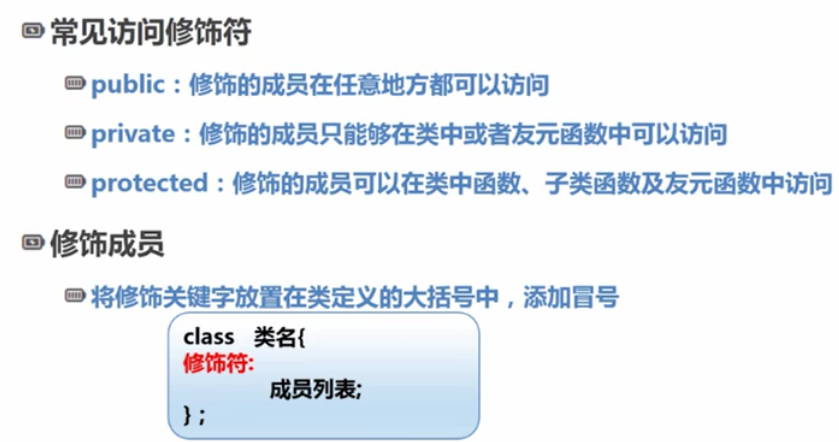 常见访问修饰符
public：修饰的成员在任意地方都可以访问
private：修饰的成员只能够在类中或者友元函数中可以访问
protected：修饰的成员可以在类中函数、子类函数及友元函数中访问
修饰成员
将修饰关键字放置在类定义的大括号中，添加冒号
class 类名{
修饰符:
成员列表;
} ;